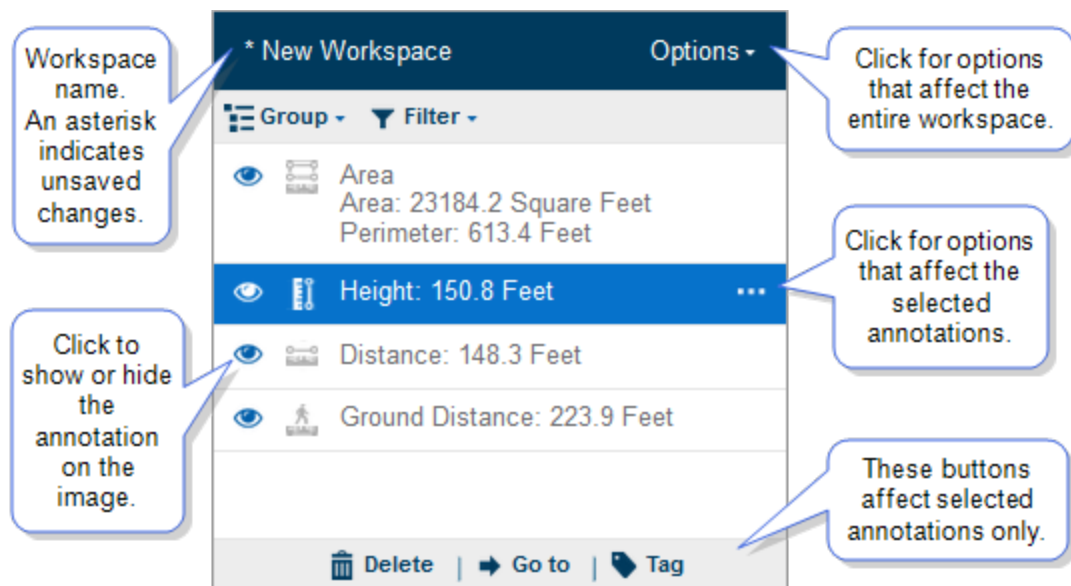 Workspace
name.
An asterisk
indicates
unsaved
changes.
* New Workspace
Options
Click for options
that affect the
entire workspace.
Group
Filter
Area
Area: 23184.2 Square Feet
Perimeter: 613.4 Feet
Height: 150.8 Feet
...
Click for options
that affect the
selected
annotations.
Click to
show or hide
the
annotation
on the
image.
Distance: 148.3 Feet
Ground Distance: 223.9 Feet
These buttons
affect selected
annotations only.
Delete | Go to | Tag